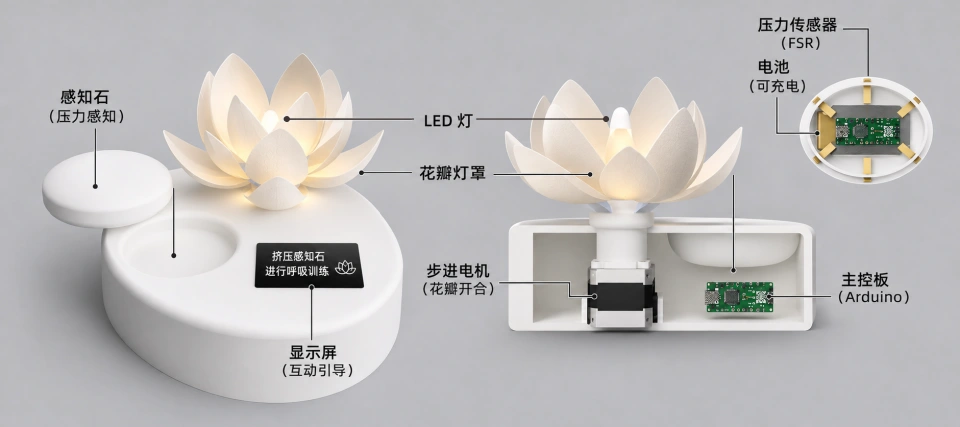 感知石
（压力感知）
LED 灯
花瓣灯罩
挤压感知石
进行呼吸训练
显示屏
（互动引导）
压力传感器
（FSR）
电池
（可充电）
步进电机
（花瓣开合）
主控板
（Arduino）